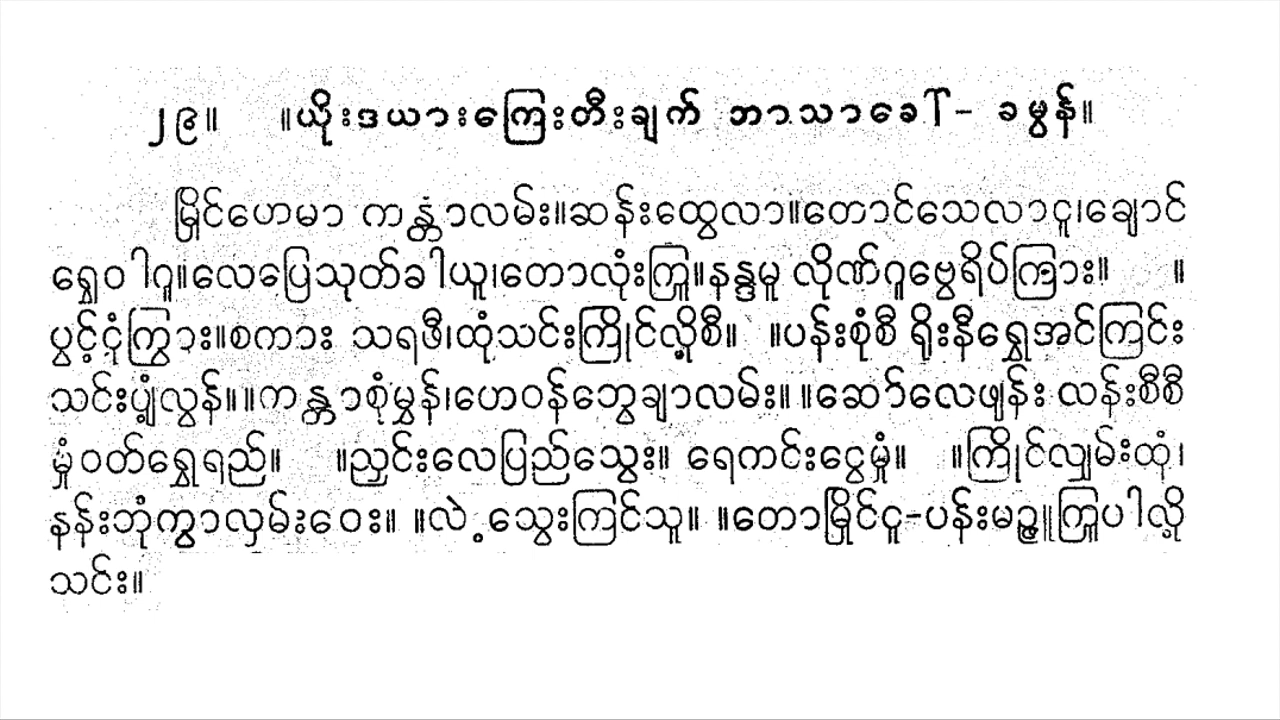 ၂၉။ ။ယိုးဒယားကြေးတီးချက် ဘာသာခေါ် - ခမွန်။
မြိုင်ဟေမာ ကန္တံာလမ်း။ဆန်းထွေလာ။တောင်သေလာငူ၊ချောင်
ရွှေဝါဂူ။လေပြေသုတ်ခါယူ၊တောလုံးကြူ။နန္ဒမူ လိုဏ်ဂူဗွေရိပ်ကြား။ ။
ပွင့်ငုံကြွား။စကား သရဖီ၊ထုံသင်းကြိုင်လှို့စီ။ ။ပန်းစုံစီ ရိုးနီရွှေအင်ကြင်း
သင်းပျံ့လွန်။ ။ကန္တာစုံမွှန်၊ဟေဝန်ဘွေချာလမ်း။ ။ဆော်လေဖျန်း လန်းစီစီ
မှုံဝတ်ရွှေရည်။ ။ညှင်းလေပြည်သွေး။ ရေကင်းငွေမှုံ။ ။ကြိုင်လျှမ်းထုံ၊
နန်းဘုံကွာလှမ်းဝေး။ ။လဲ့သွေးကြင်သူ။ ။တောမြိုင်ငူ-ပန်းမဥ္ဇူကြူပါလှို့
သင်း။